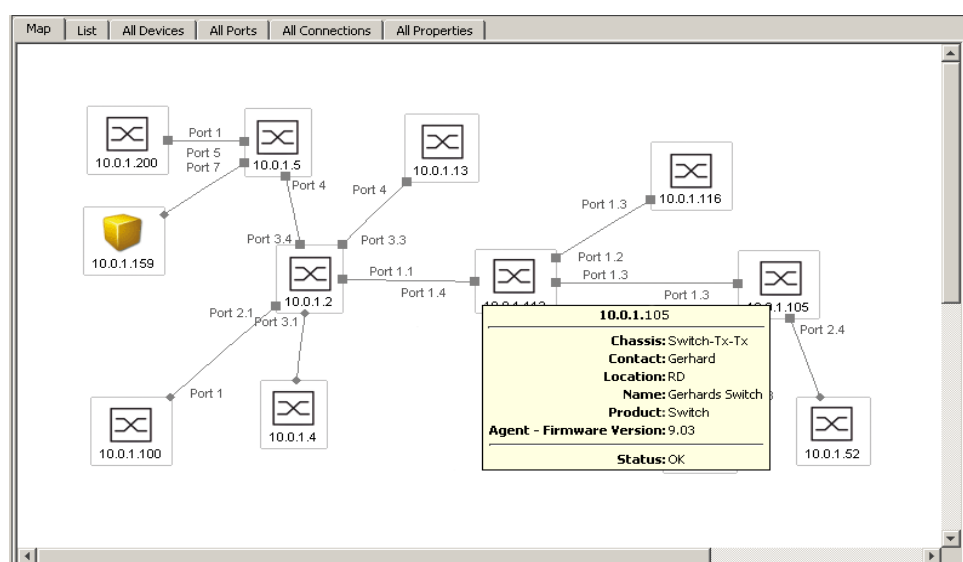 Map List All Devices All Ports All Connections All Properties
10.0.1.200
Port 1
Port 5
Port 7
10.0.1.5
Port 4
10.0.1.13
Port 4
Port 1.3
10.0.1.116
10.0.1.159
Port 3.4
Port 3.3
10.0.1.2
Port 1.1
Port 1.4
Port 1.2
Port 1.3
Port 1.3
10.0.1.105
Port 2.1
Port 3.1
Port 2.4
Port 1
10.0.1.100
10.0.1.4
10.0.1.52
10.0.1.105
Chassis: Switch-Tx-Tx
Contact: Gerhard
Location: RD
Name: Gerhards Switch
Product: Switch
Agent - Firmware Version: 9.03
Status: OK